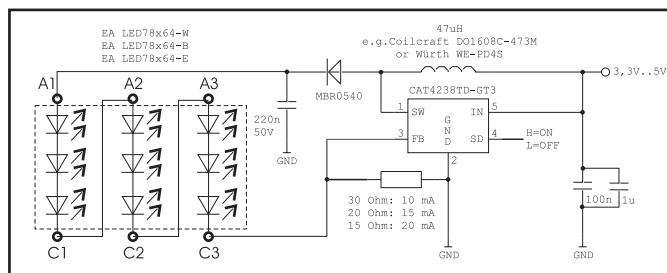 47uH
EA LED78x64-W
e.g.Coilcraft DO1608C-473M
EA LED78x64-B
or Würth WE-PD4S
EA LED78x64-E
3,3V..5V
A1
A2
A3
MBR0540
CAT4238TD-GT3
1
SW
IN
5
220n
50V
G
N
D
3
FB
SD
4
H=ON
L=OFF
2
GND
100n
1u
30 Ohm: 10 mA
20 Ohm: 15 mA
15 Ohm: 20 mA
C1
C2
C3
GND
GND